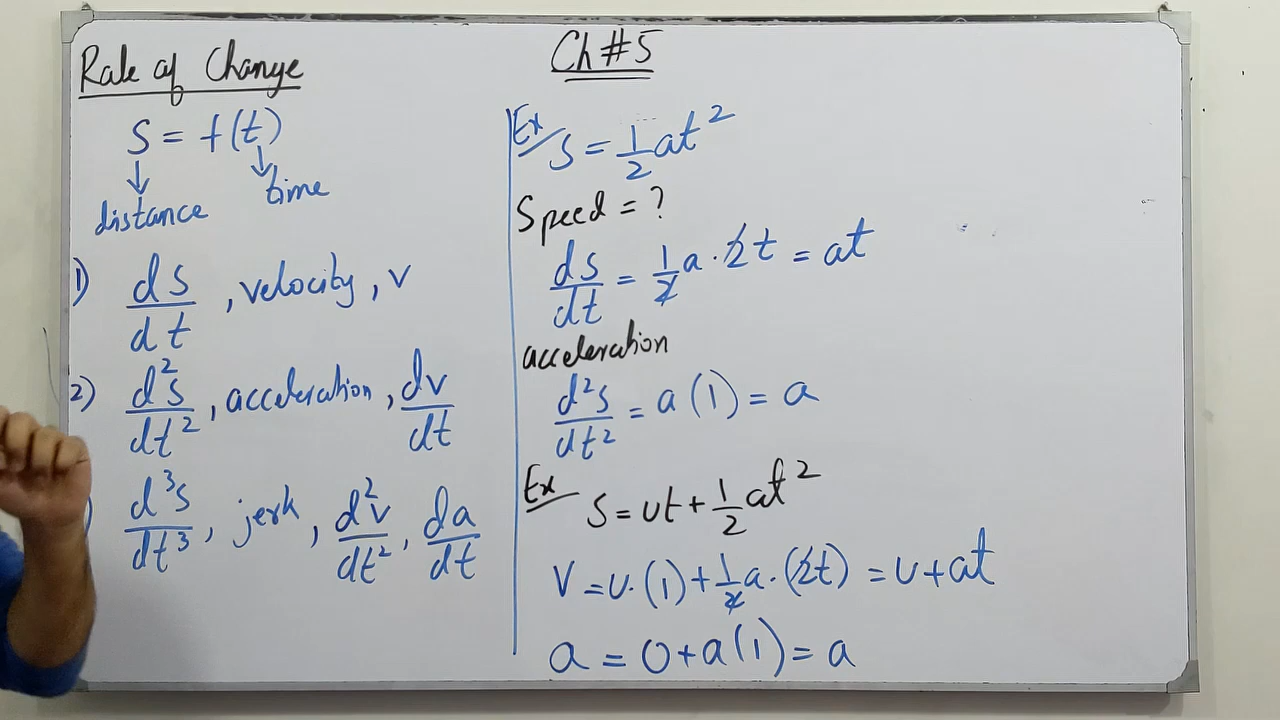 Rate of Change
S = f(t)
distance
time
1) ds/dt , velocity, v
2) d²s/dt² , acceleration, dv/dt
) d³s/dt³ , jerk , d²v/dt² , da/dt
Ch # 5
Ex S = 1/2 at²
Speed = ?
ds/dt = 1/2 a · 2t = at
acceleration
d²s/dt² = a(1) = a
Ex S = ut + 1/2 at²
V = u·(1) + 1/2 a·(2t) = u + at
a = 0 + a(1) = a